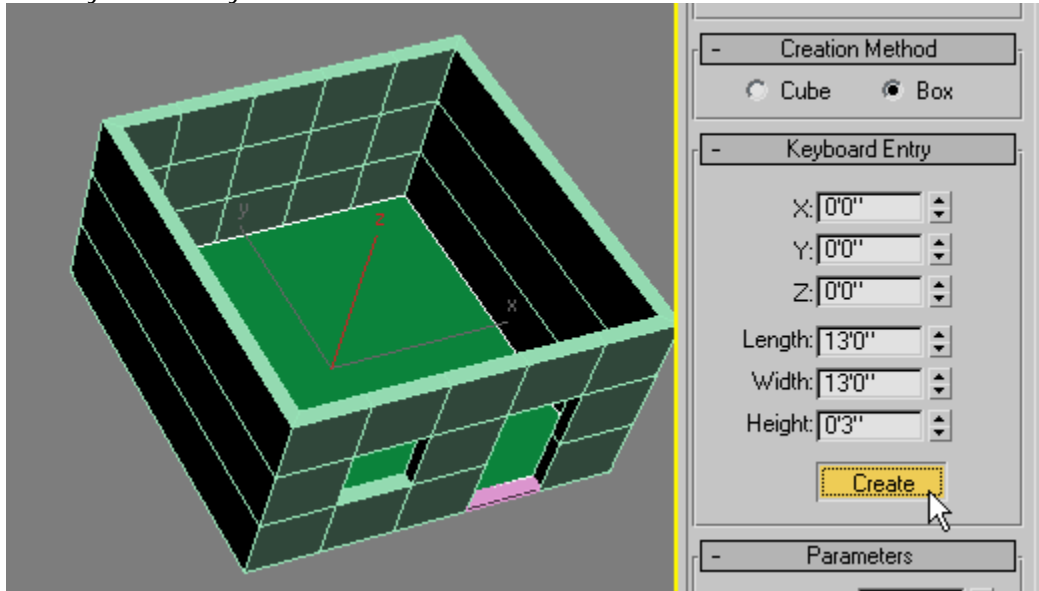 - Creation Method
Cube Box
- Keyboard Entry
X: 0'0"
Y: 0'0"
Z: 0'0"
Length: 13'0"
Width: 13'0"
Height: 0'3"
Create
- Parameters
y
z
x